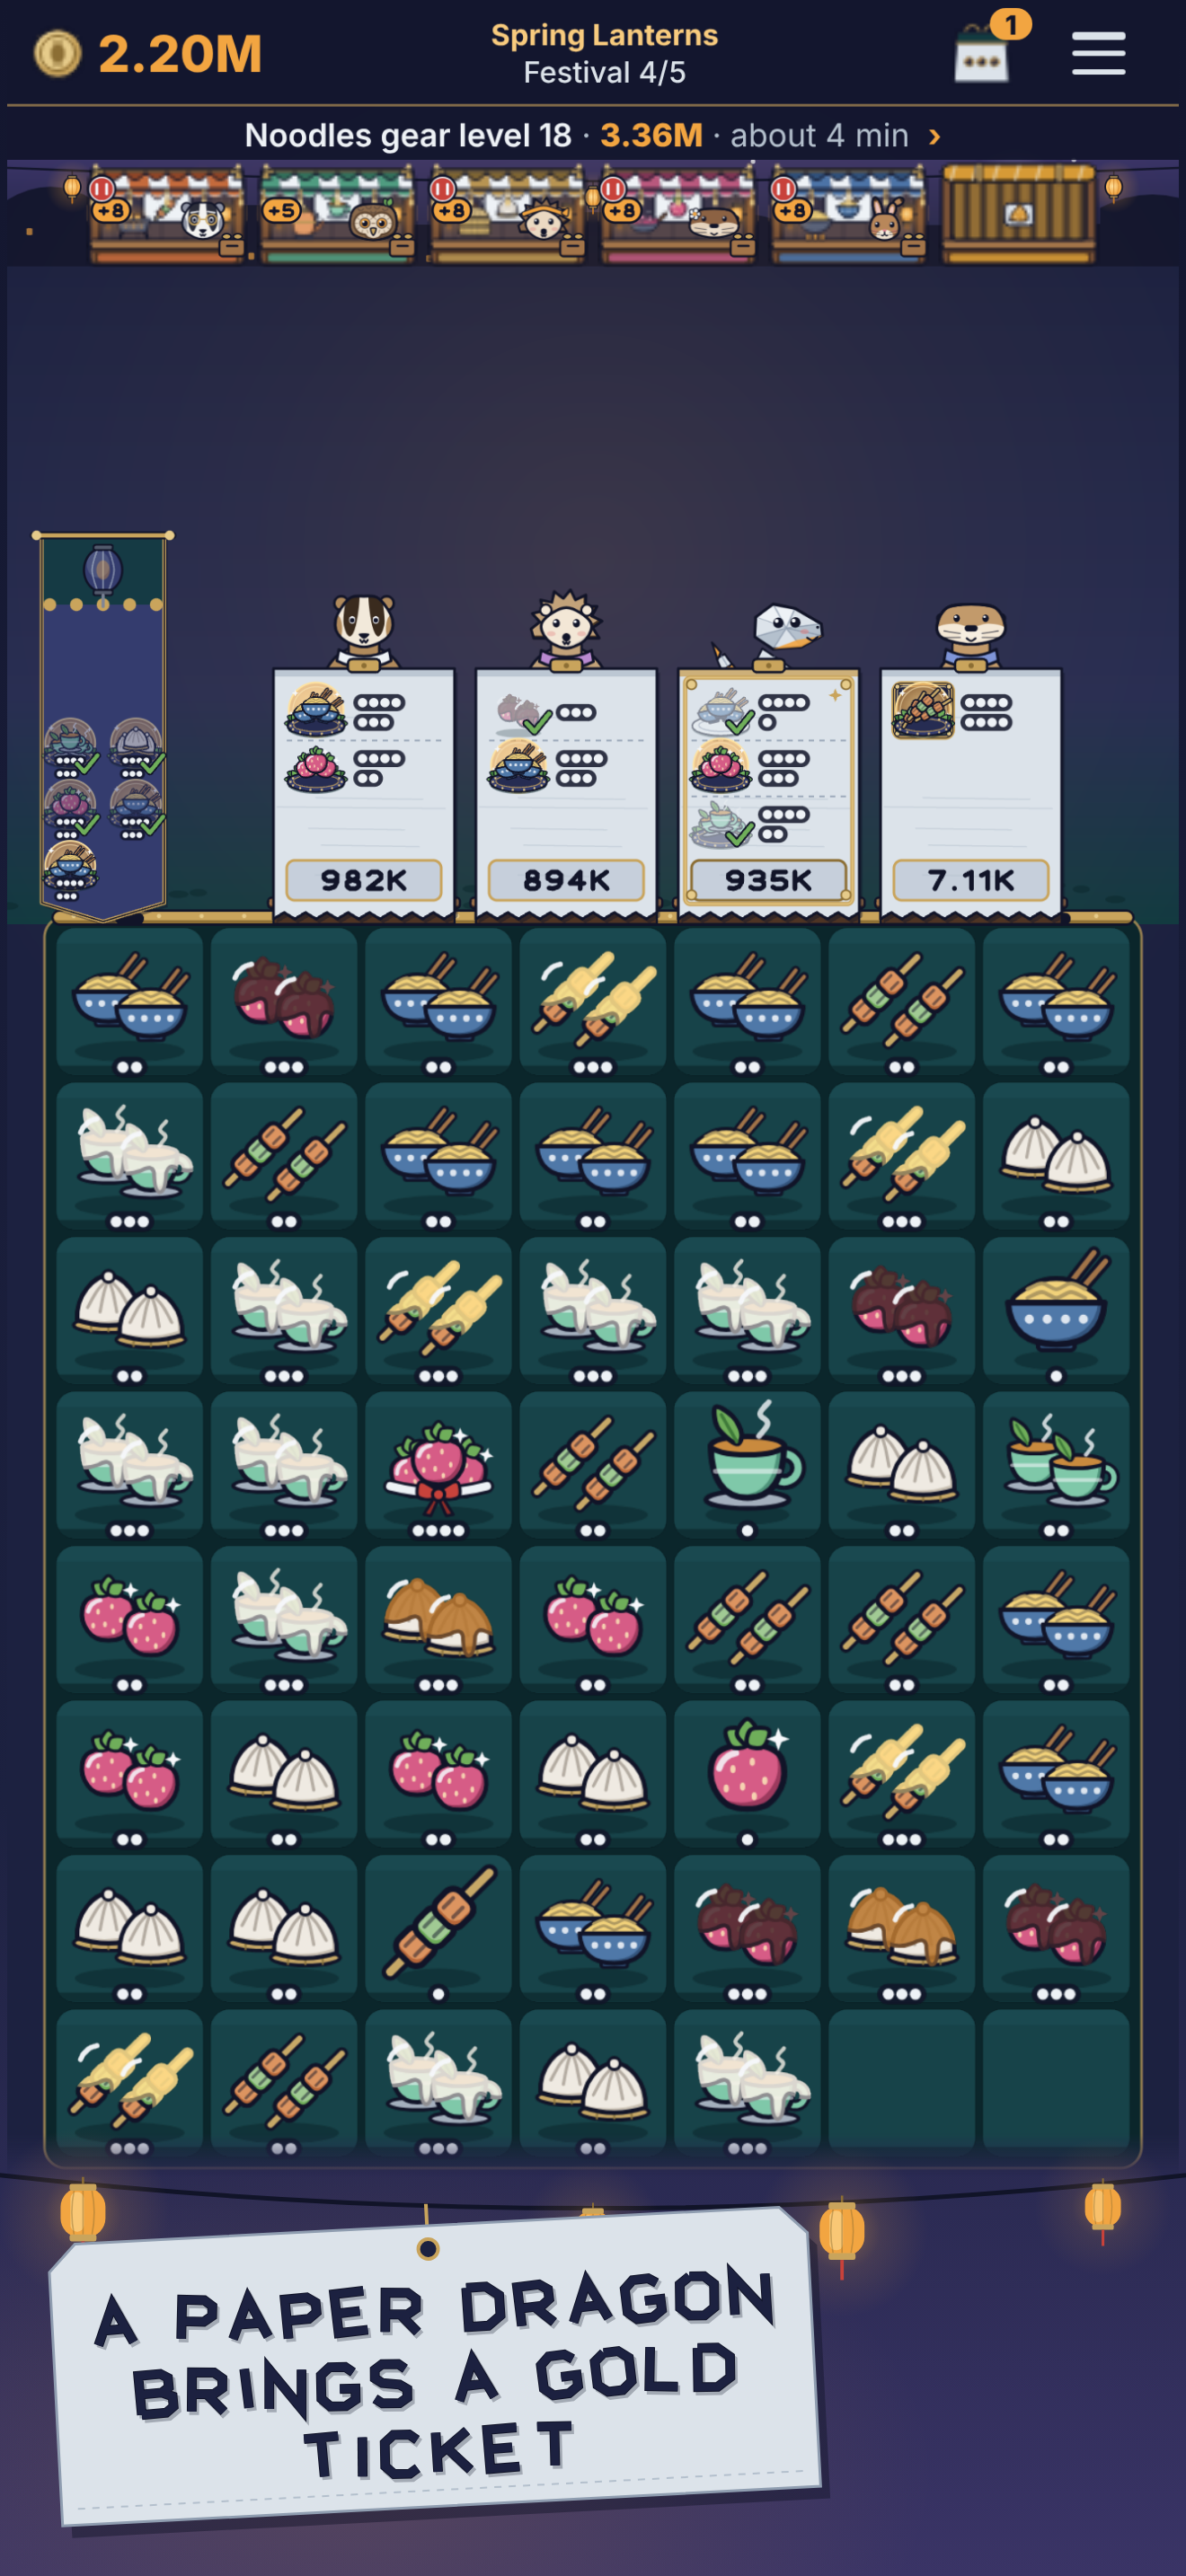 2.20M
Spring Lanterns
Festival 4/5
1
Noodles gear level 18 · 3.36M · about 4 min ›
+8
+5
+8
+8
+8
982K
894K
935K
7.11K
A PAPER DRAGON
BRINGS A GOLD
TICKET